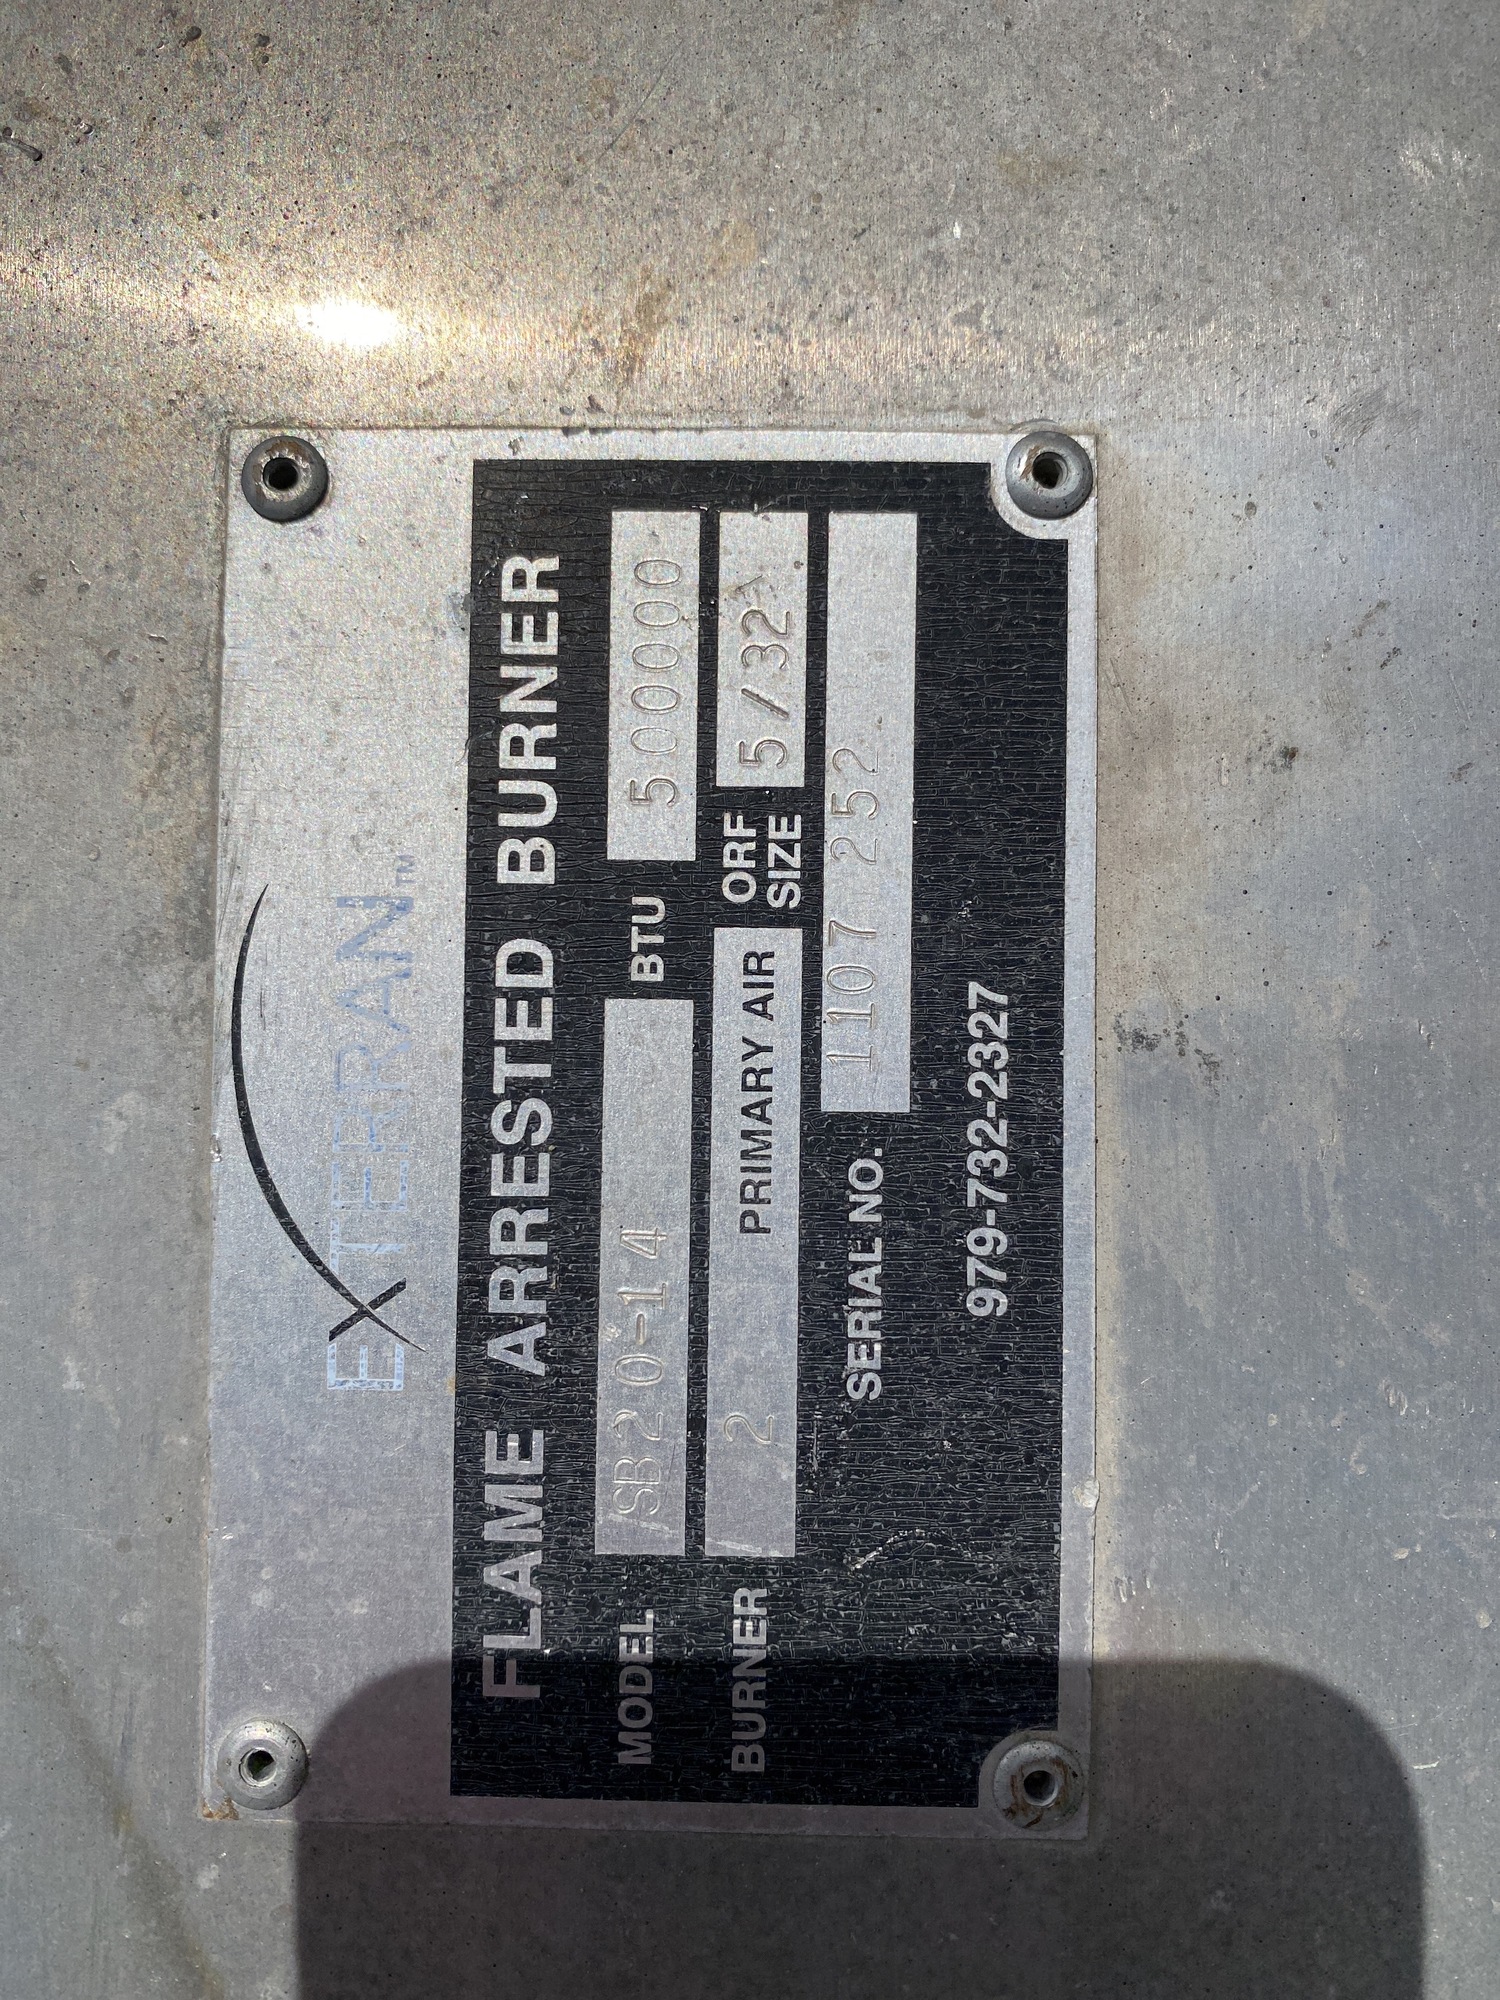 EXTERRAN™
FLAME ARRESTED BURNER
MODEL SB20-14 BTU 500000
BURNER 2 PRIMARY AIR ORF SIZE 5/32
SERIAL NO. 1107 252
979-732-2327